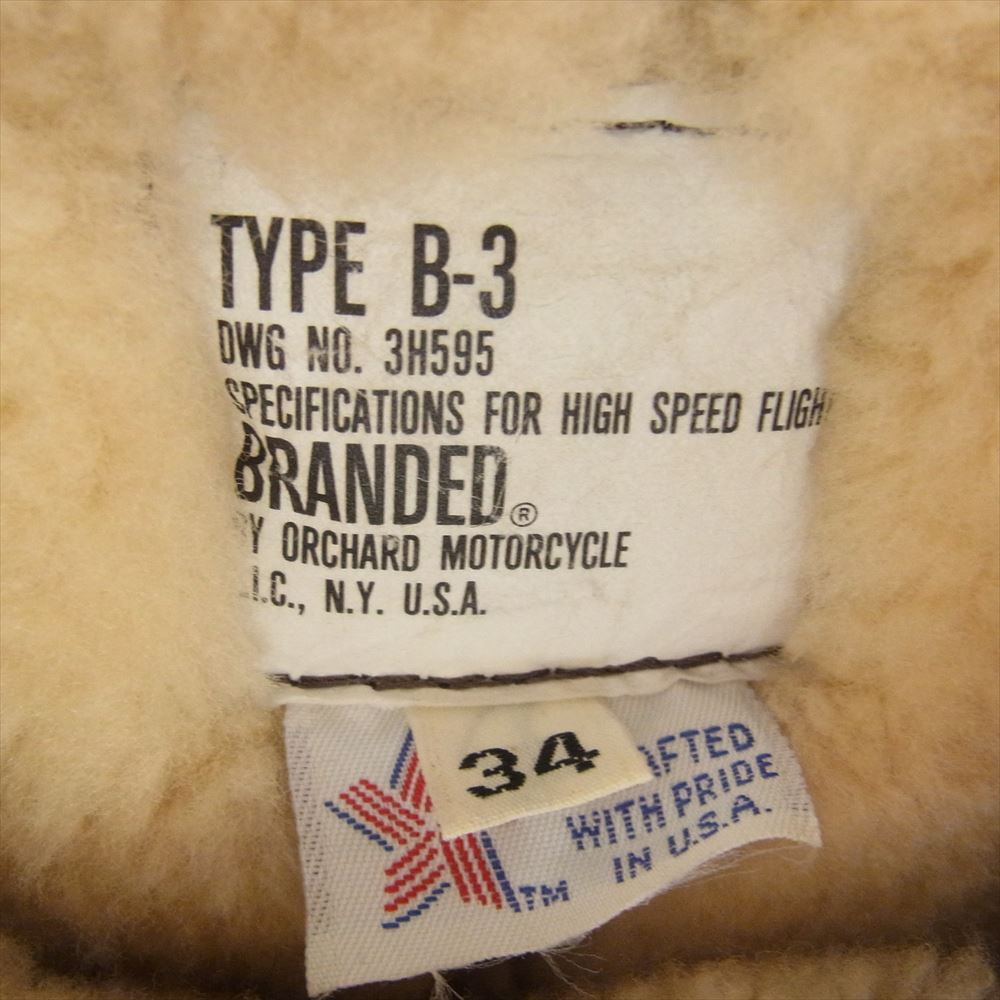 TYPE B-3
DWG NO. 3H595
SPECIFICATIONS FOR HIGH SPEED FLIGH
BRANDED®
BY ORCHARD MOTORCYCLE
L.I.C., N.Y. U.S.A.
34
AFTED
WITH PRIDE
IN U.S.A.
TM